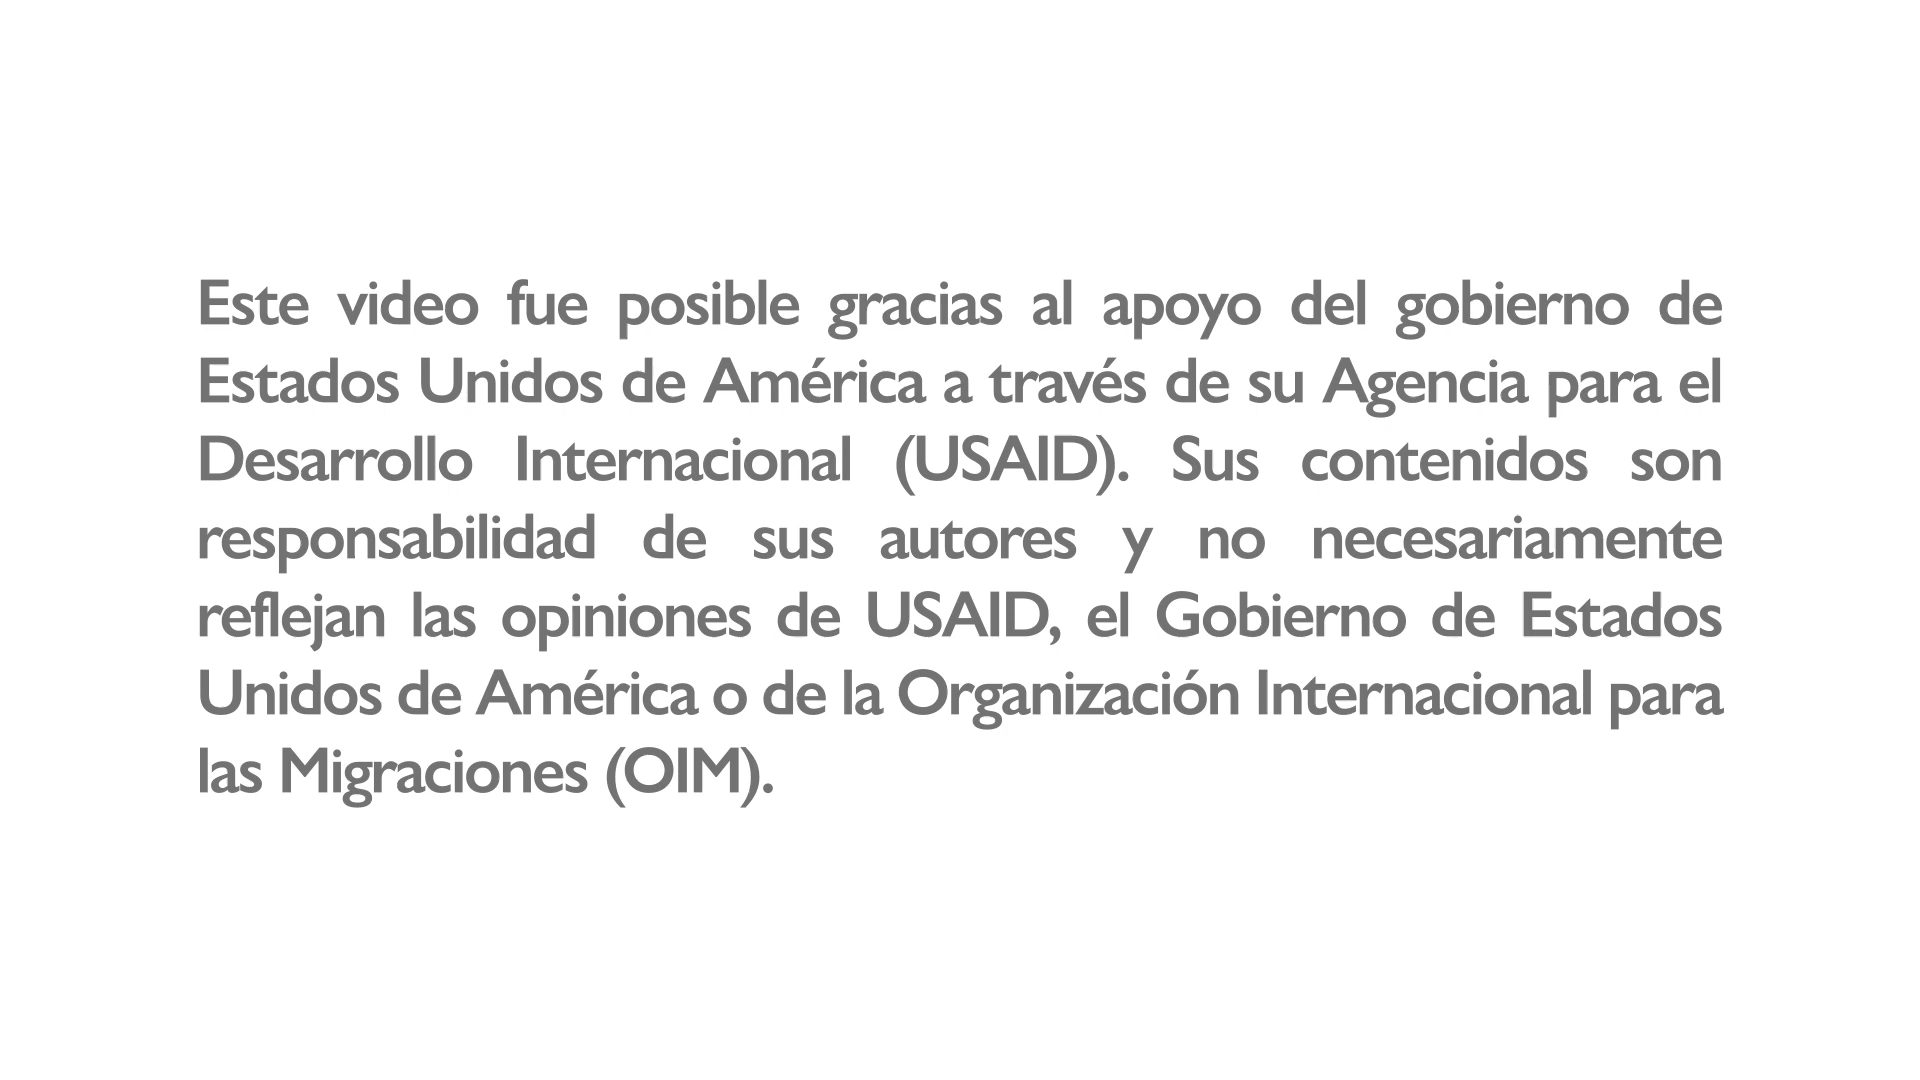 Este video fue posible gracias al apoyo del gobierno de
Estados Unidos de América a través de su Agencia para el
Desarrollo Internacional (USAID). Sus contenidos son
responsabilidad de sus autores y no necesariamente
reflejan las opiniones de USAID, el Gobierno de Estados
Unidos de América o de la Organización Internacional para
las Migraciones (OIM).